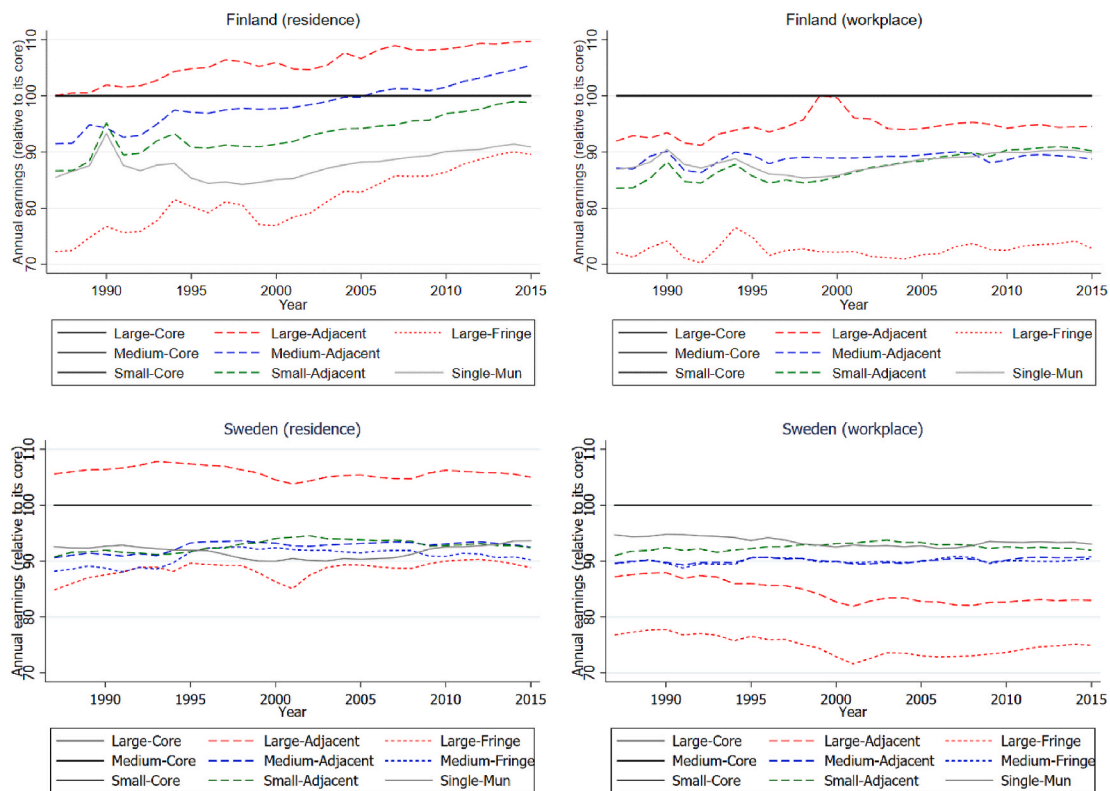 Finland (residence)
Annual earnings (relative to its core)
110
100
90
80
70
1990 1995 2000 2005 2010 2015
Year
Large-Core Large-Adjacent Large-Fringe
Medium-Core Medium-Adjacent
Small-Core Small-Adjacent Single-Mun
Finland (workplace)
Annual earnings (relative to its core)
110
100
90
80
70
1990 1995 2000 2005 2010 2015
Year
Large-Core Large-Adjacent Large-Fringe
Medium-Core Medium-Adjacent
Small-Core Small-Adjacent Single-Mun
Sweden (residence)
Annual earnings (relative to its core)
110
100
90
80
70
1990 1995 2000 2005 2010 2015
Year
Large-Core Large-Adjacent Large-Fringe
Medium-Core Medium-Adjacent Medium-Fringe
Small-Core Small-Adjacent Single-Mun
Sweden (workplace)
Annual earnings (relative to its core)
110
100
90
80
70
1990 1995 2000 2005 2010 2015
Year
Large-Core Large-Adjacent Large-Fringe
Medium-Core Medium-Adjacent Medium-Fringe
Small-Core Small-Adjacent Single-Mun